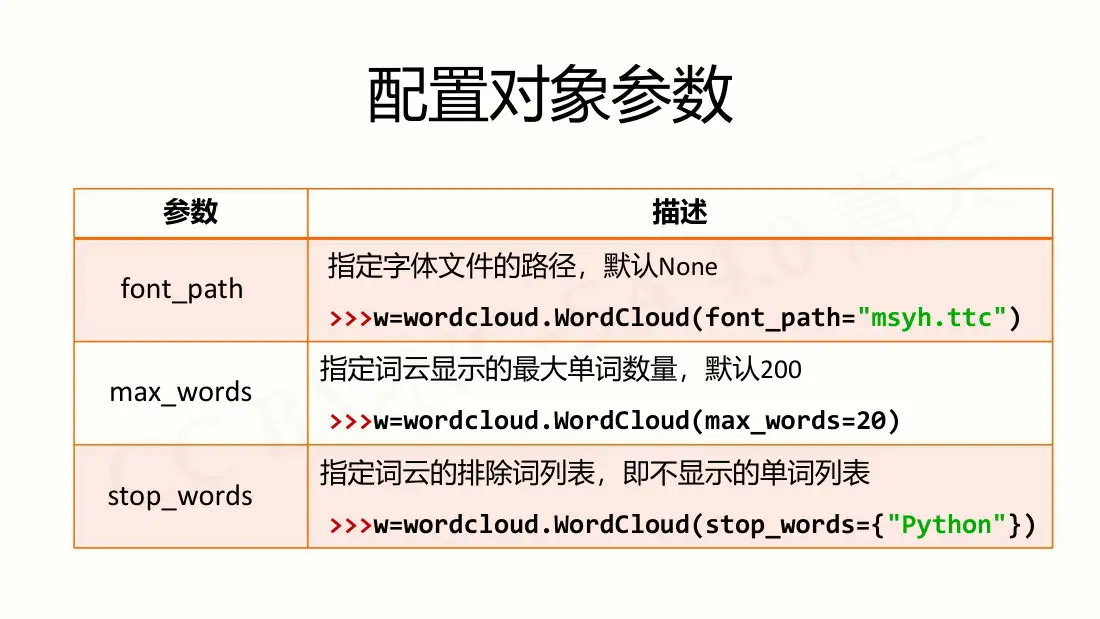 配置对象参数
参数 描述
font_path
指定字体文件的路径，默认None
>>>w=wordcloud.WordCloud(font_path="msyh.ttc")
max_words
指定词云显示的最大单词数量，默认200
>>>w=wordcloud.WordCloud(max_words=20)
stop_words
指定词云的排除词列表，即不显示的单词列表
>>>w=wordcloud.WordCloud(stop_words={"Python"})
4.0 嵩天